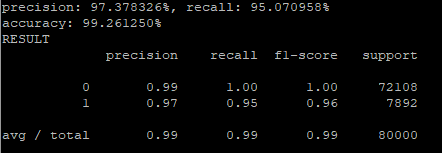 precision: 97.378326%, recall: 95.070958%
accuracy: 99.261250%
RESULT
precision recall f1-score support
0 0.99 1.00 1.00 72108
1 0.97 0.95 0.96 7892
avg / total 0.99 0.99 0.99 80000